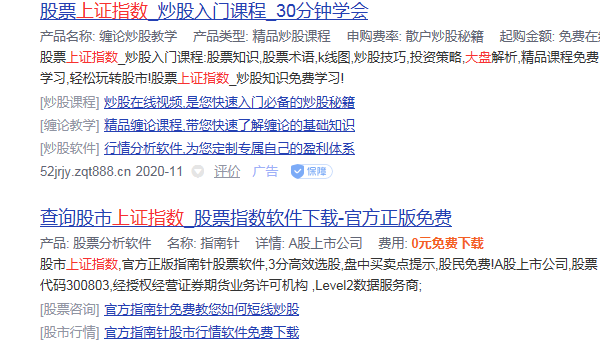 股票上证指数_炒股入门课程_30分钟学会
产品名称: 缠论炒股教学 产品类型: 精品炒股课程 申购费率: 散户炒股秘籍 起购金额: 免费在线
股票上证指数_炒股入门课程:股票知识,股票术语,k线图,炒股技巧,投资策略,大盘解析,精品课程免费
学习,轻松玩转股市!股票上证指数_炒股知识免费学习!
[炒股课程] 炒股在线视频,是您快速入门必备的炒股秘籍
[缠论教学] 精品缠论课程,带您快速了解缠论的基础知识
[炒股软件] 行情分析软件,为您定制专属自己的盈利体系
52jrjy.zqt888.cn 2020-11 评价 广告 保障
查询股市上证指数_股票指数软件下载-官方正版免费
产品: 股票分析软件 名称: 指南针 详情: A股上市公司 费用: 0元免费下载
股市上证指数,官方正版指南针股票软件,3分高效选股,盘中买卖点提示,股民免费!A股上市公司,股票
代码300803,经授权经营证券期货业务许可机构 ,Level2数据服务商;
[股票咨询] 官方指南针免费教您如何短线炒股
[股市行情] 官方指南针股市行情软件免费下载